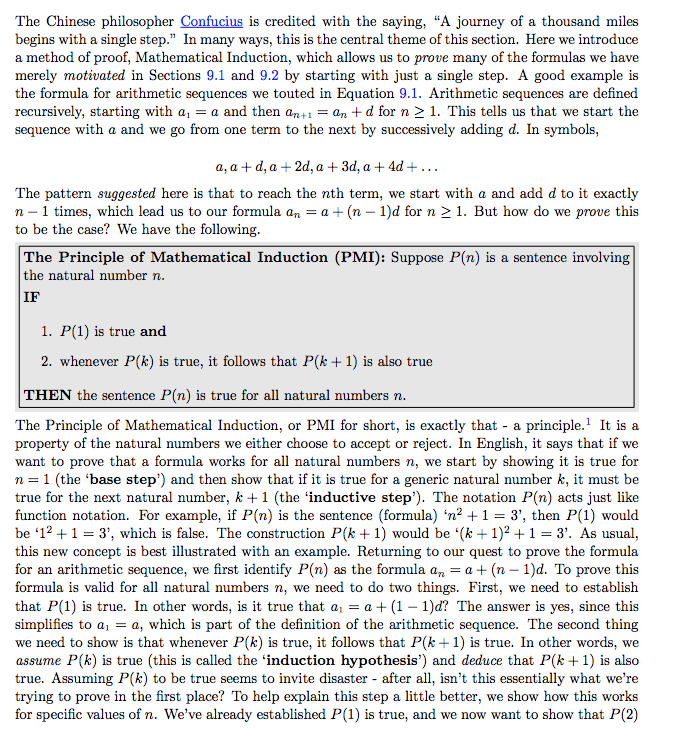 The Chinese philosopher Confucius is credited with the saying, “A journey of a thousand miles
begins with a single step.” In many ways, this is the central theme of this section. Here we introduce
a method of proof, Mathematical Induction, which allows us to prove many of the formulas we have
merely motivated in Sections 9.1 and 9.2 by starting with just a single step. A good example is
the formula for arithmetic sequences we touted in Equation 9.1. Arithmetic sequences are defined
recursively, starting with a₁ = a and then aₙ₊₁ = aₙ + d for n ≥ 1. This tells us that we start the
sequence with a and we go from one term to the next by successively adding d. In symbols,
a, a + d, a + 2d, a + 3d, a + 4d + . . .
The pattern suggested here is that to reach the nth term, we start with a and add d to it exactly
n − 1 times, which lead us to our formula aₙ = a + (n − 1)d for n ≥ 1. But how do we prove this
to be the case? We have the following.
The Principle of Mathematical Induction (PMI): Suppose P(n) is a sentence involving
the natural number n.
IF
1. P(1) is true and
2. whenever P(k) is true, it follows that P(k + 1) is also true
THEN the sentence P(n) is true for all natural numbers n.
The Principle of Mathematical Induction, or PMI for short, is exactly that - a principle.¹ It is a
property of the natural numbers we either choose to accept or reject. In English, it says that if we
want to prove that a formula works for all natural numbers n, we start by showing it is true for
n = 1 (the ‘base step’) and then show that if it is true for a generic natural number k, it must be
true for the next natural number, k + 1 (the ‘inductive step’). The notation P(n) acts just like
function notation. For example, if P(n) is the sentence (formula) ‘n² + 1 = 3’, then P(1) would
be ‘1² + 1 = 3’, which is false. The construction P(k + 1) would be ‘(k + 1)² + 1 = 3’. As usual,
this new concept is best illustrated with an example. Returning to our quest to prove the formula
for an arithmetic sequence, we first identify P(n) as the formula aₙ = a + (n − 1)d. To prove this
formula is valid for all natural numbers n, we need to do two things. First, we need to establish
that P(1) is true. In other words, is it true that a₁ = a + (1 − 1)d? The answer is yes, since this
simplifies to a₁ = a, which is part of the definition of the arithmetic sequence. The second thing
we need to show is that whenever P(k) is true, it follows that P(k + 1) is true. In other words, we
assume P(k) is true (this is called the ‘induction hypothesis’) and deduce that P(k + 1) is also
true. Assuming P(k) to be true seems to invite disaster - after all, isn’t this essentially what we’re
trying to prove in the first place? To help explain this step a little better, we show how this works
for specific values of n. We’ve already established P(1) is true, and we now want to show that P(2)